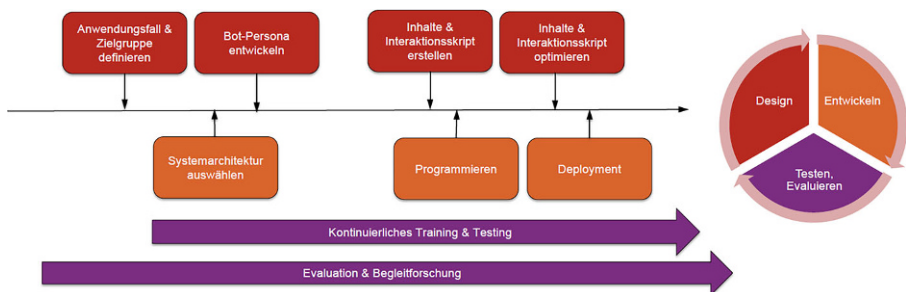 Anwendungsfall &
Zielgruppe
definieren
Bot-Persona
entwickeln
Inhalte &
Interaktionsskript
erstellen
Inhalte &
Interaktionsskript
optimieren
Systemarchitektur
auswählen
Programmieren
Deployment
Kontinuierliches Training & Testing
Evaluation & Begleitforschung
Design
Entwickeln
Testen,
Evaluieren